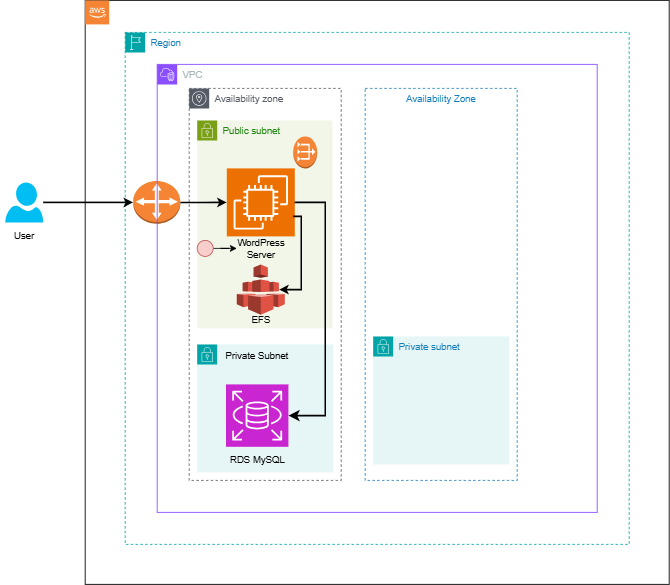 aws
Region
VPC
Availability zone
Availability Zone
Public subnet
User
WordPress
Server
EFS
Private Subnet
Private subnet
RDS MySQL